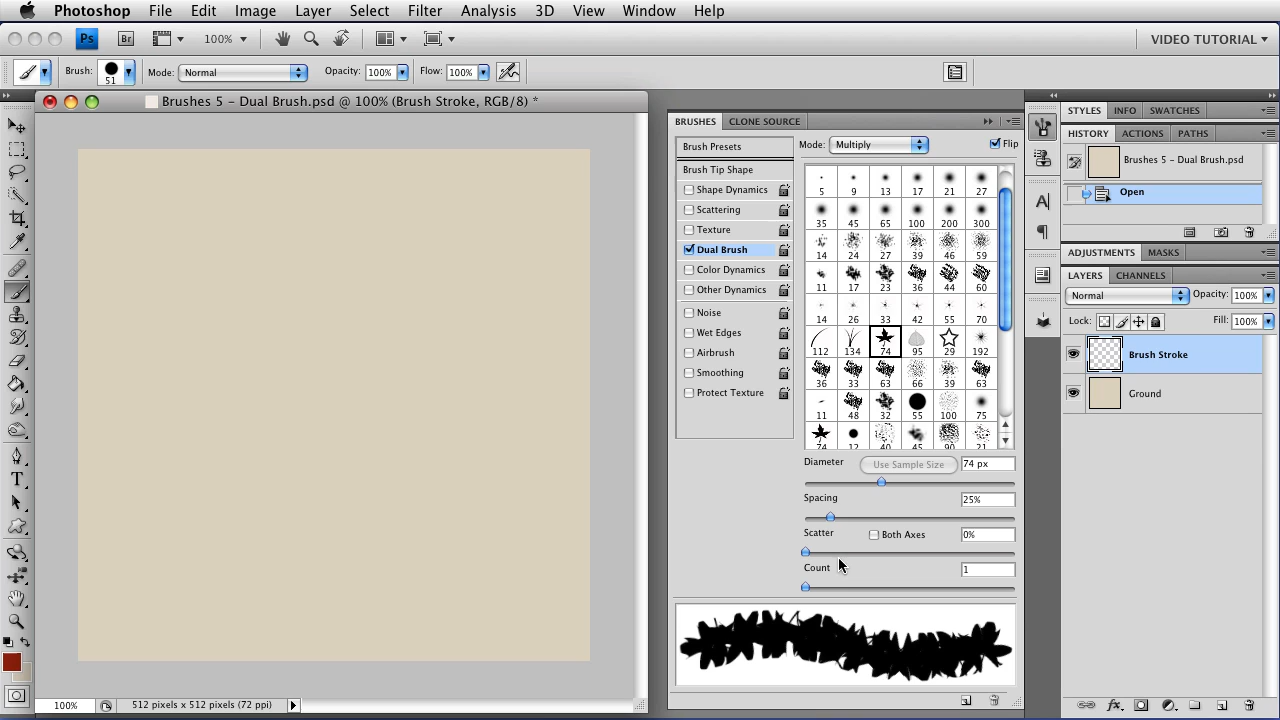 Photoshop File Edit Image Layer Select Filter Analysis 3D View Window Help
Ps Br 100% VIDEO TUTORIAL
Brush: 51 Mode: Normal Opacity: 100% Flow: 100%
Brushes 5 - Dual Brush.psd @ 100% (Brush Stroke, RGB/8) *
100% 512 pixels x 512 pixels (72 ppi)
BRUSHES CLONE SOURCE
Brush Presets
Brush Tip Shape
Shape Dynamics
Scattering
Texture
Dual Brush
Color Dynamics
Other Dynamics
Noise
Wet Edges
Airbrush
Smoothing
Protect Texture
Mode: Multiply Flip
5 9 13 17 21 27
35 45 65 100 200 300
14 24 27 39 46 59
11 17 23 36 44 60
14 26 33 42 55 70
112 134 74 95 29 192
36 33 63 66 39 63
11 48 32 55 100 75
74 12 40 45 90 21
Diameter Use Sample Size 74 px
Spacing 25%
Scatter Both Axes 0%
Count 1
STYLES INFO SWATCHES
HISTORY ACTIONS PATHS
Brushes 5 - Dual Brush.psd
Open
ADJUSTMENTS MASKS
LAYERS CHANNELS
Normal Opacity: 100%
Lock: Fill: 100%
Brush Stroke
Ground
A
T
fx